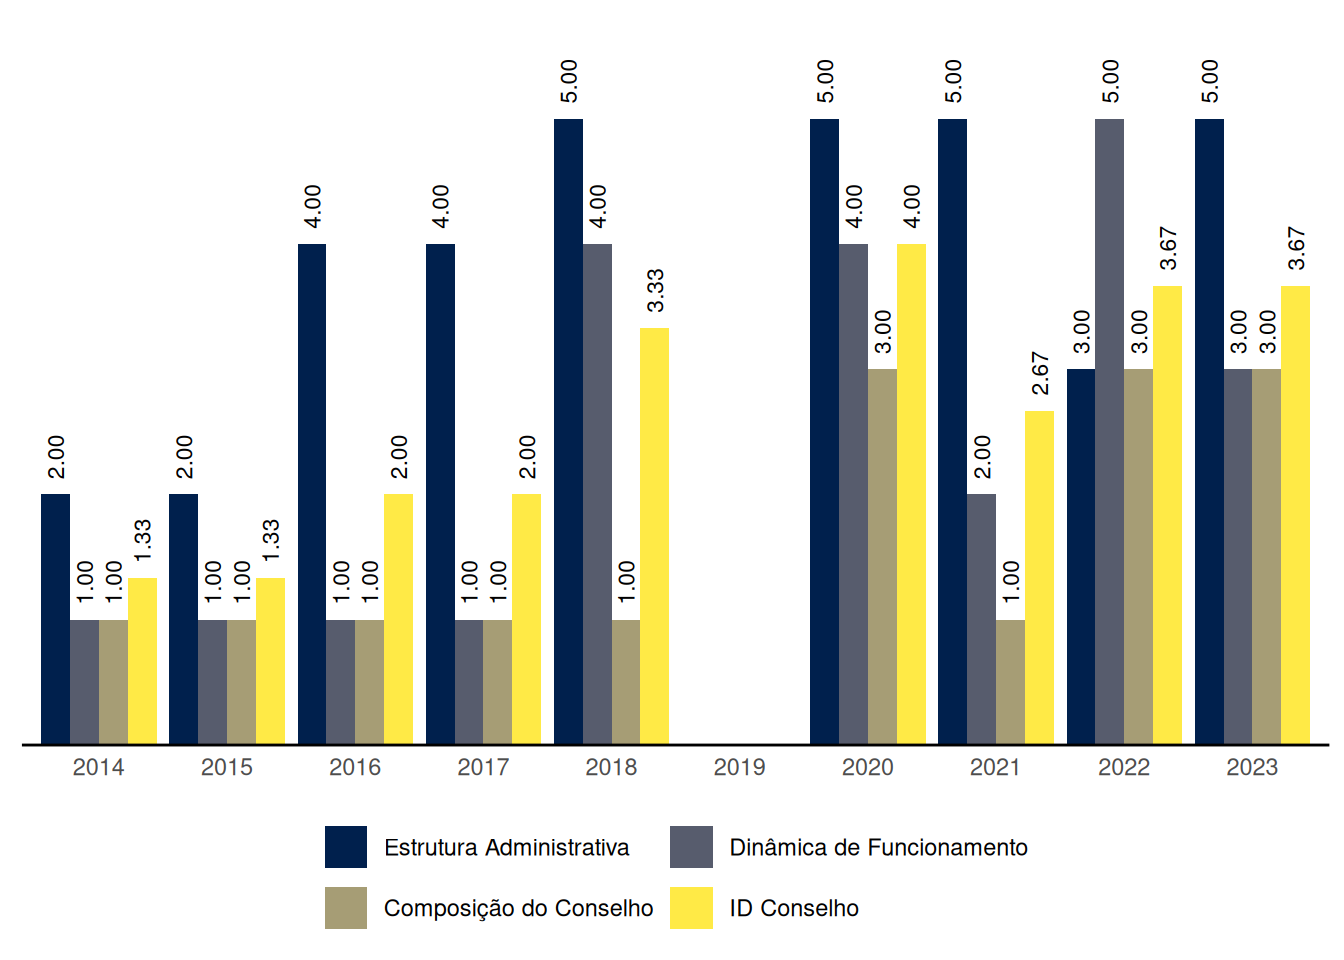 2.00 1.00 1.00 1.33 2.00 1.00 1.00 1.33 4.00 1.00 1.00 2.00 4.00 1.00 1.00 2.00 5.00 4.00 1.00 3.33 5.00 4.00 3.00 4.00 5.00 2.00 1.00 2.67 3.00 5.00 3.00 3.67 5.00 3.00 3.00 3.67
2014 2015 2016 2017 2018 2019 2020 2021 2022 2023
Estrutura Administrativa Dinâmica de Funcionamento
Composição do Conselho ID Conselho